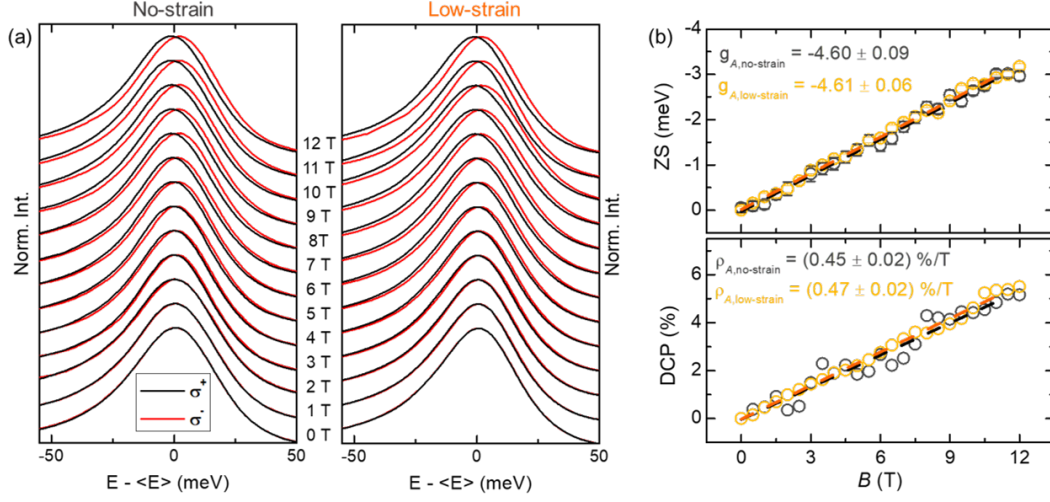 No-strain
Low-strain
(a)
Norm. Int.
12 T
11 T
10 T
9 T
8T
7 T
6 T
5 T
4 T
3 T
2 T
1 T
0 T
σ+
σ-
-50 0 50
E - <E> (meV)
Norm. Int.
-50 0 50
E - <E> (meV)
(b)
-4
-3
-2
-1
0
ZS (meV)
gA,no-strain = -4.60 ± 0.09
gA,low-strain = -4.61 ± 0.06
6
4
2
0
DCP (%)
ρA,no-strain = (0.45 ± 0.02) %/T
ρA,low-strain = (0.47 ± 0.02) %/T
0 3 6 9 12
B (T)